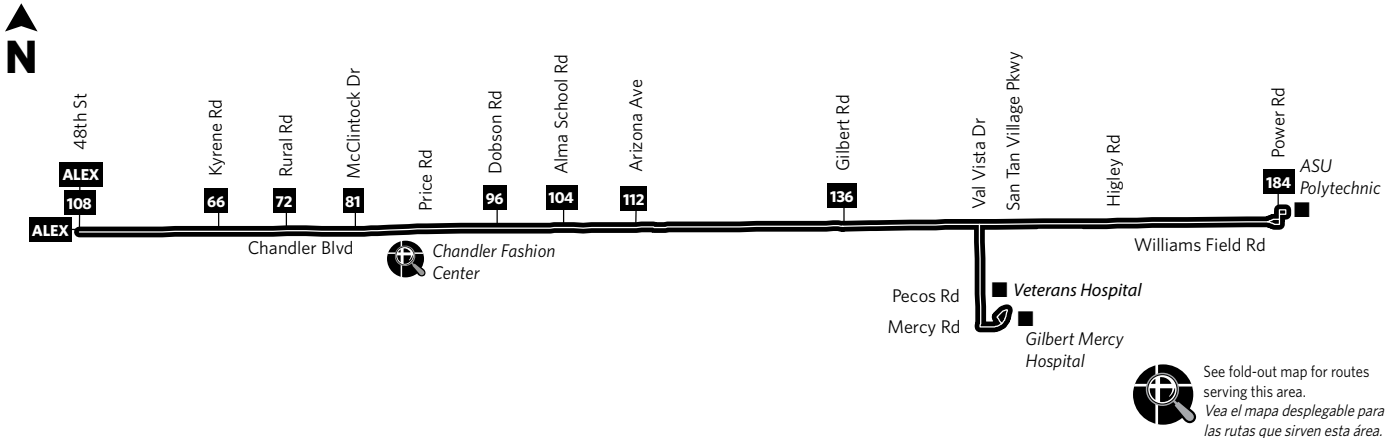 N
48th St
Kyrene Rd
Rural Rd
McClintock Dr
Price Rd
Dobson Rd
Alma School Rd
Arizona Ave
Gilbert Rd
Val Vista Dr
San Tan Village Pkwy
Higley Rd
Power Rd
ALEX
108
ALEX
66
72
81
96
104
112
136
184
ASU
Polytechnic
Chandler Blvd
Chandler Fashion
Center
Williams Field Rd
Pecos Rd
Veterans Hospital
Mercy Rd
Gilbert Mercy
Hospital
See fold-out map for routes
serving this area.
Vea el mapa desplegable para
las rutas que sirven esta área.